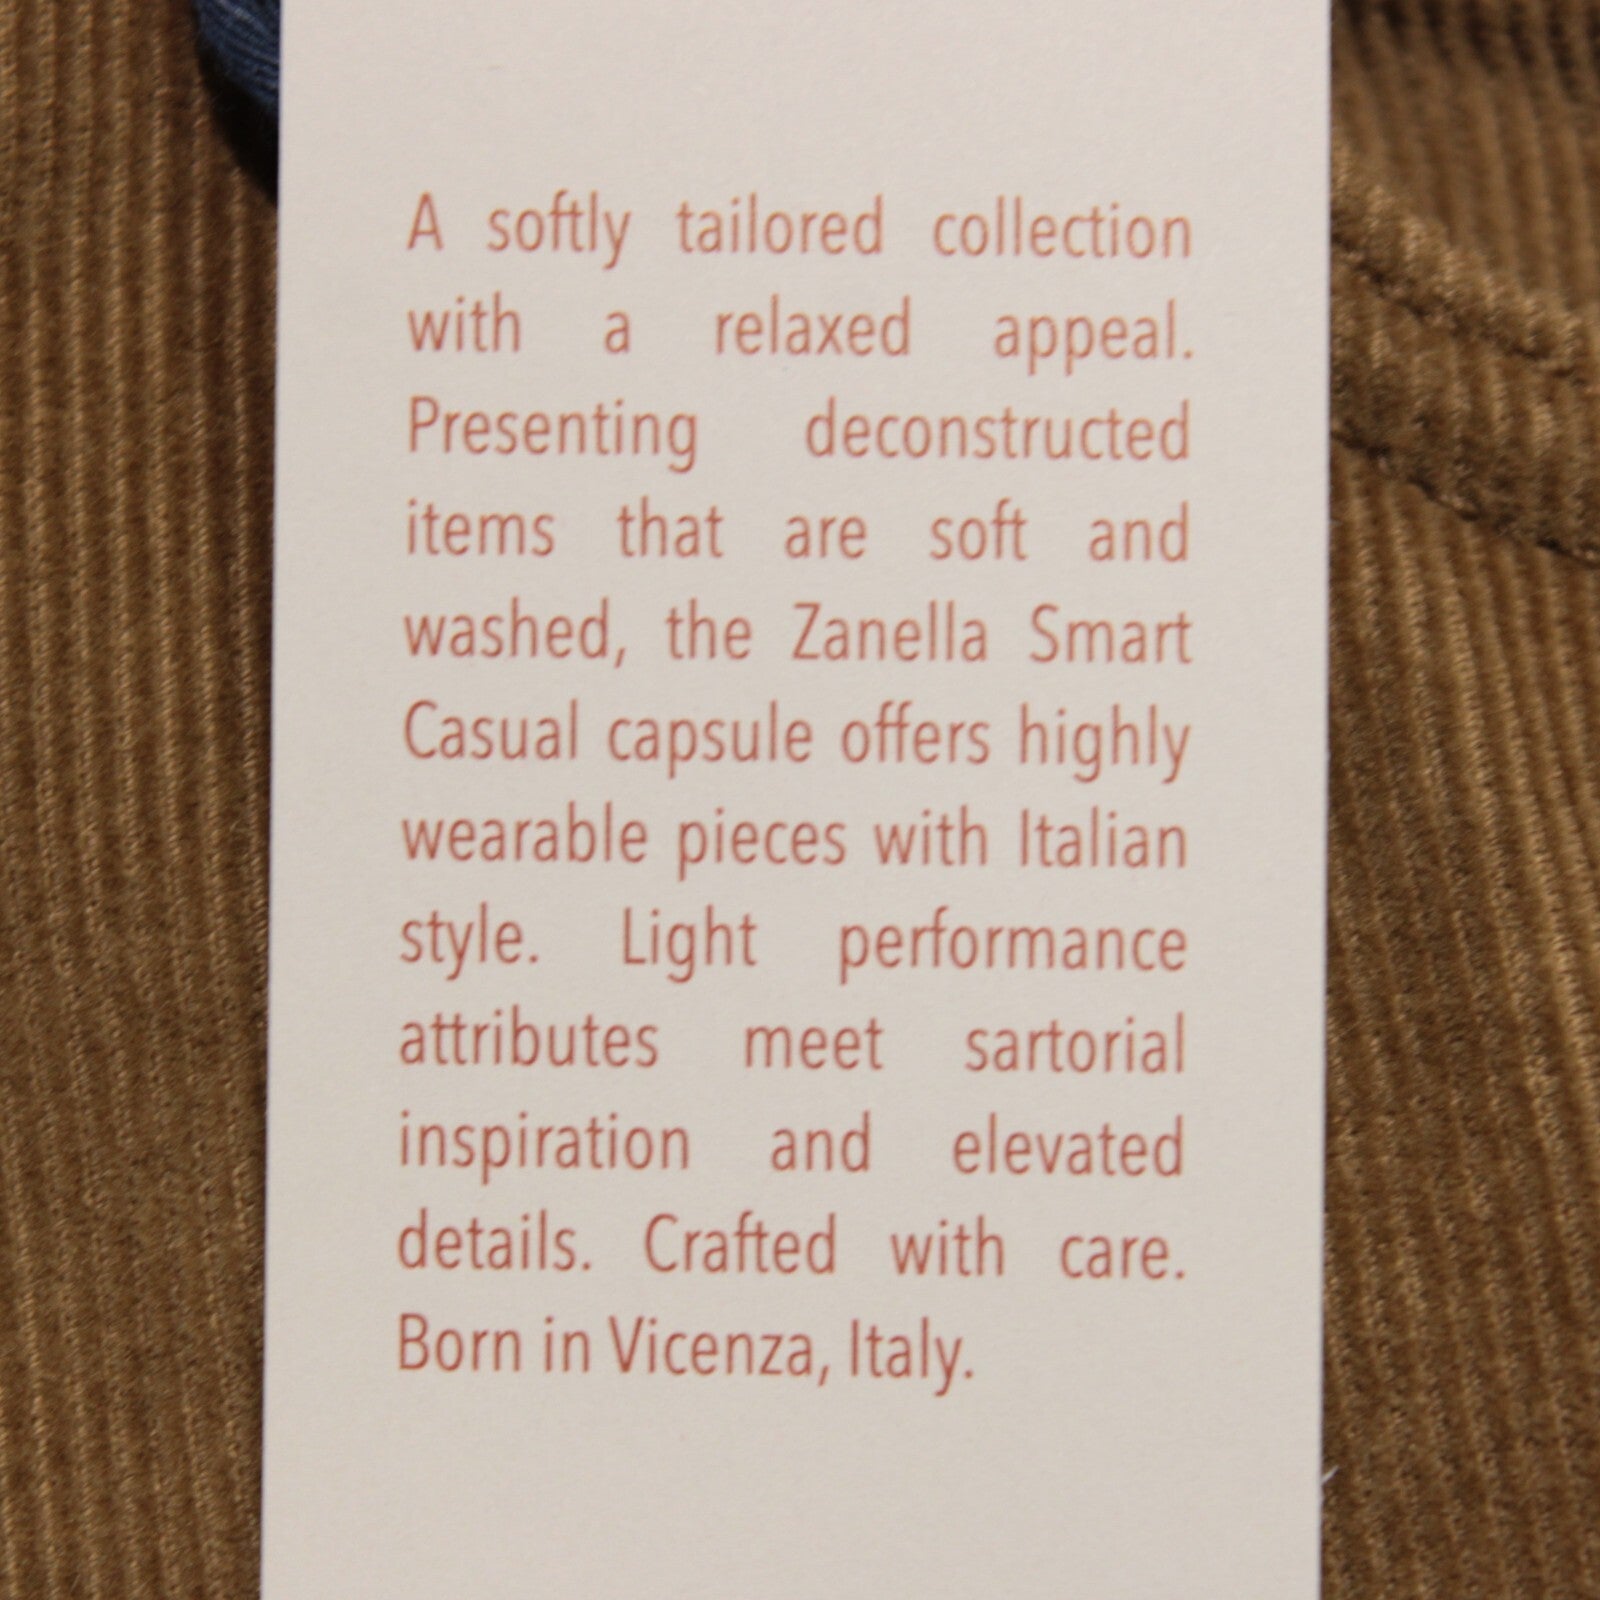 A softly tailored collection
with a relaxed appeal.
Presenting deconstructed
items that are soft and
washed, the Zanella Smart
Casual capsule offers highly
wearable pieces with Italian
style. Light performance
attributes meet sartorial
inspiration and elevated
details. Crafted with care.
Born in Vicenza, Italy.